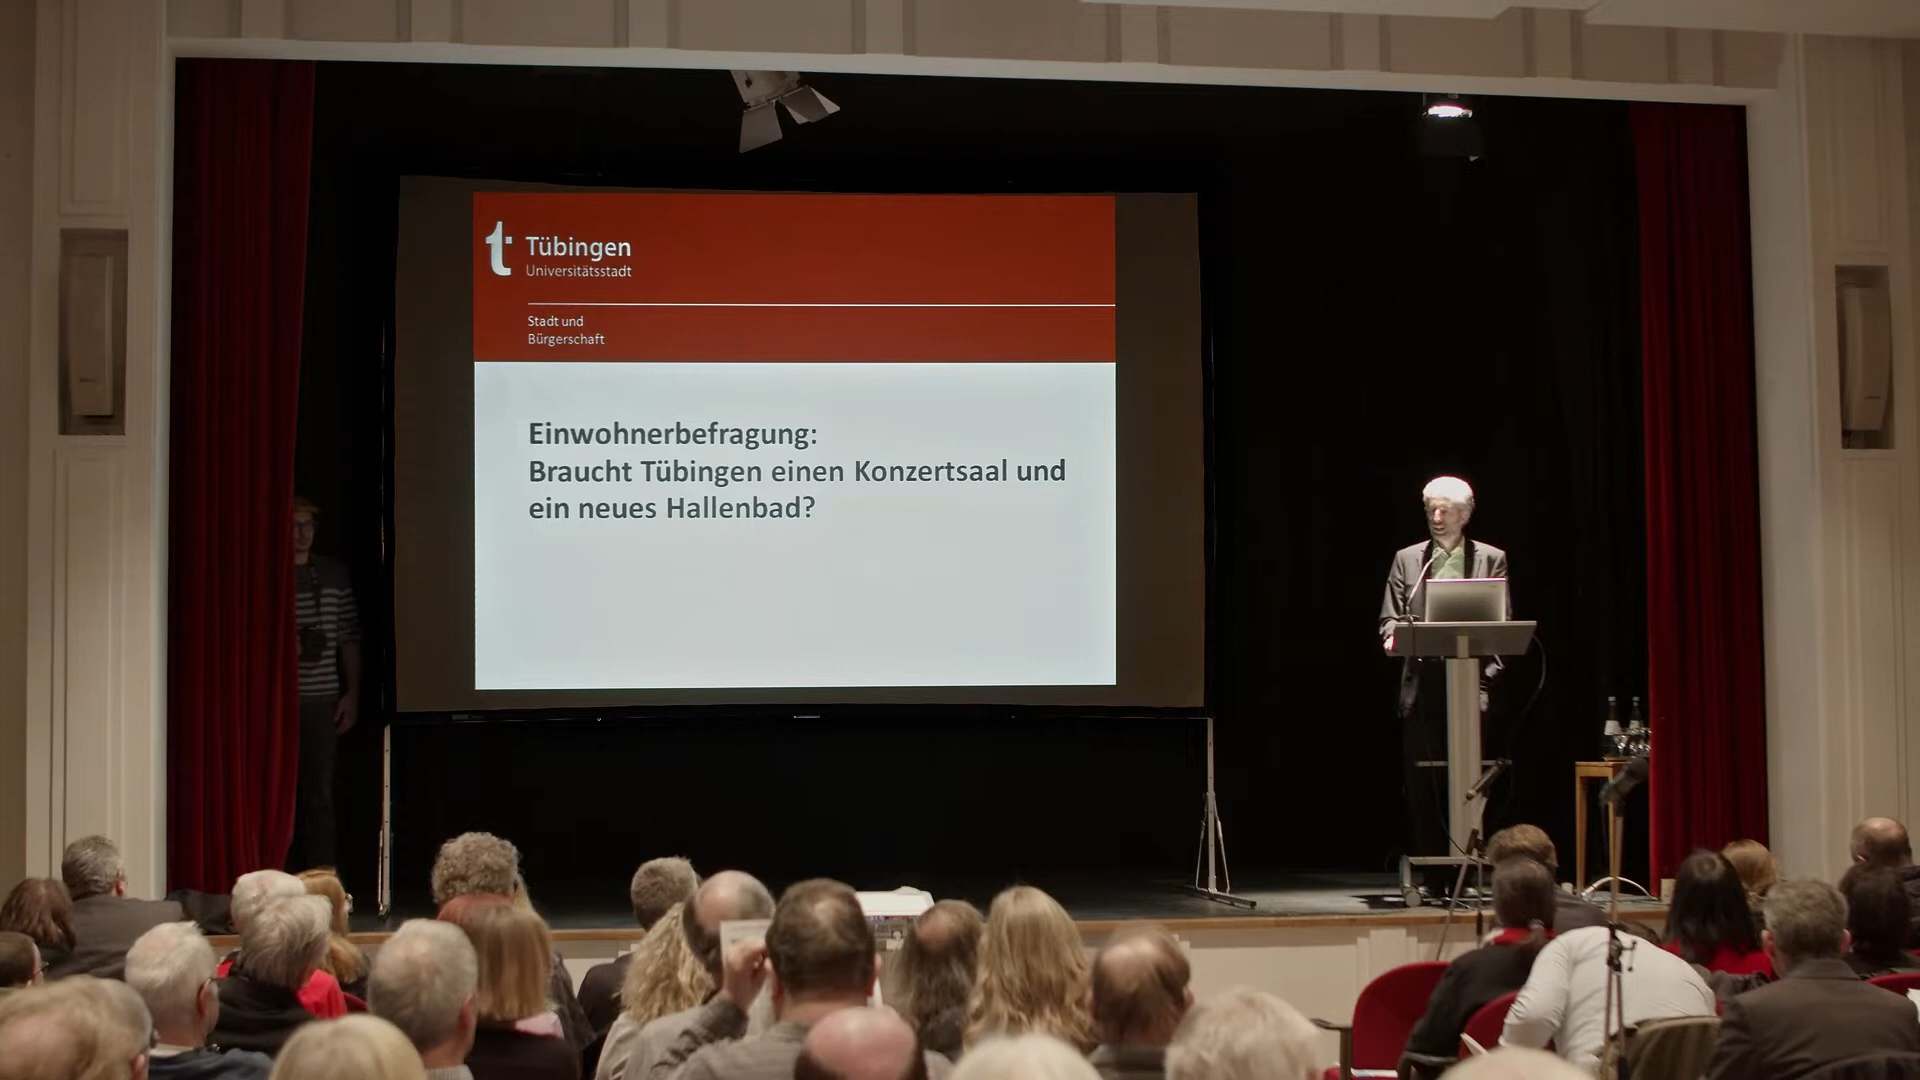 Tübingen
Universitätsstadt
Stadt und
Bürgerschaft
Einwohnerbefragung:
Braucht Tübingen einen Konzertsaal und
ein neues Hallenbad?